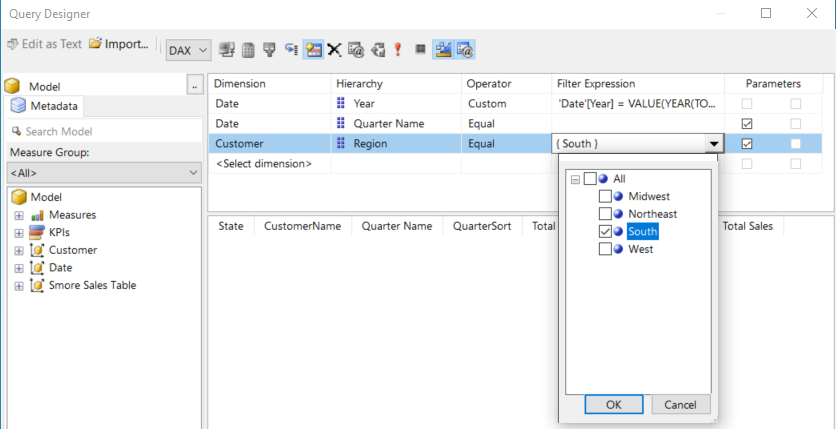 Query Designer
Edit as Text Import... DAX
Model ..
Metadata
Search Model
Measure Group:
<All>
Model
Measures
KPIs
Customer
Date
Smore Sales Table
Dimension Hierarchy Operator Filter Expression Parameters
Date Year Custom 'Date'[Year] = VALUE(YEAR(TO...
Date Quarter Name Equal
Customer Region Equal { South }
<Select dimension>
All
Midwest
Northeast
South
West
OK Cancel
State CustomerName Quarter Name QuarterSort Total Total Sales